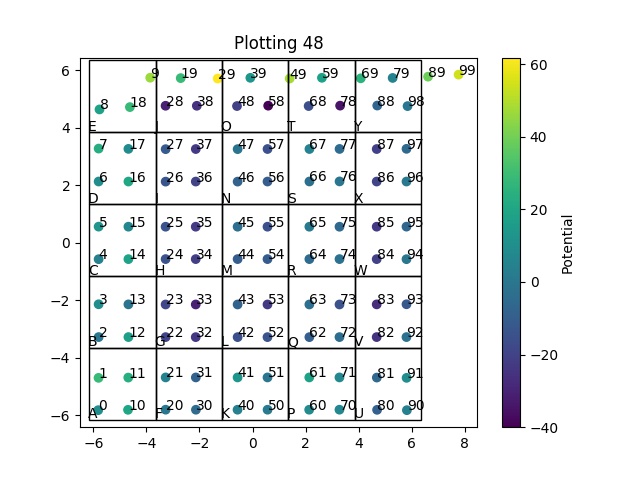 Plotting 48
6
9 19 29 39 49 59 69 79 89 99
60
8 18 28 38 48 58 68 78 88 98
4
E J O T Y
40
7 17 27 37 47 57 67 77 87 97
6 16 26 36 46 56 66 76 86 96
2
D I N S X
20
5 15 25 35 45 55 65 75 85 95
0
4 14 24 34 44 54 64 74 84 94
C H M R W
Potential
0
3 13 23 33 43 53 63 73 83 93
−2
2 12 22 32 42 52 62 72 82 92
B G L Q V
−20
−4
1 11 21 31 41 51 61 71 81 91
0 10 20 30 40 50 60 70 80 90
A F K P U
−6
−40
−6 −4 −2 0 2 4 6 8